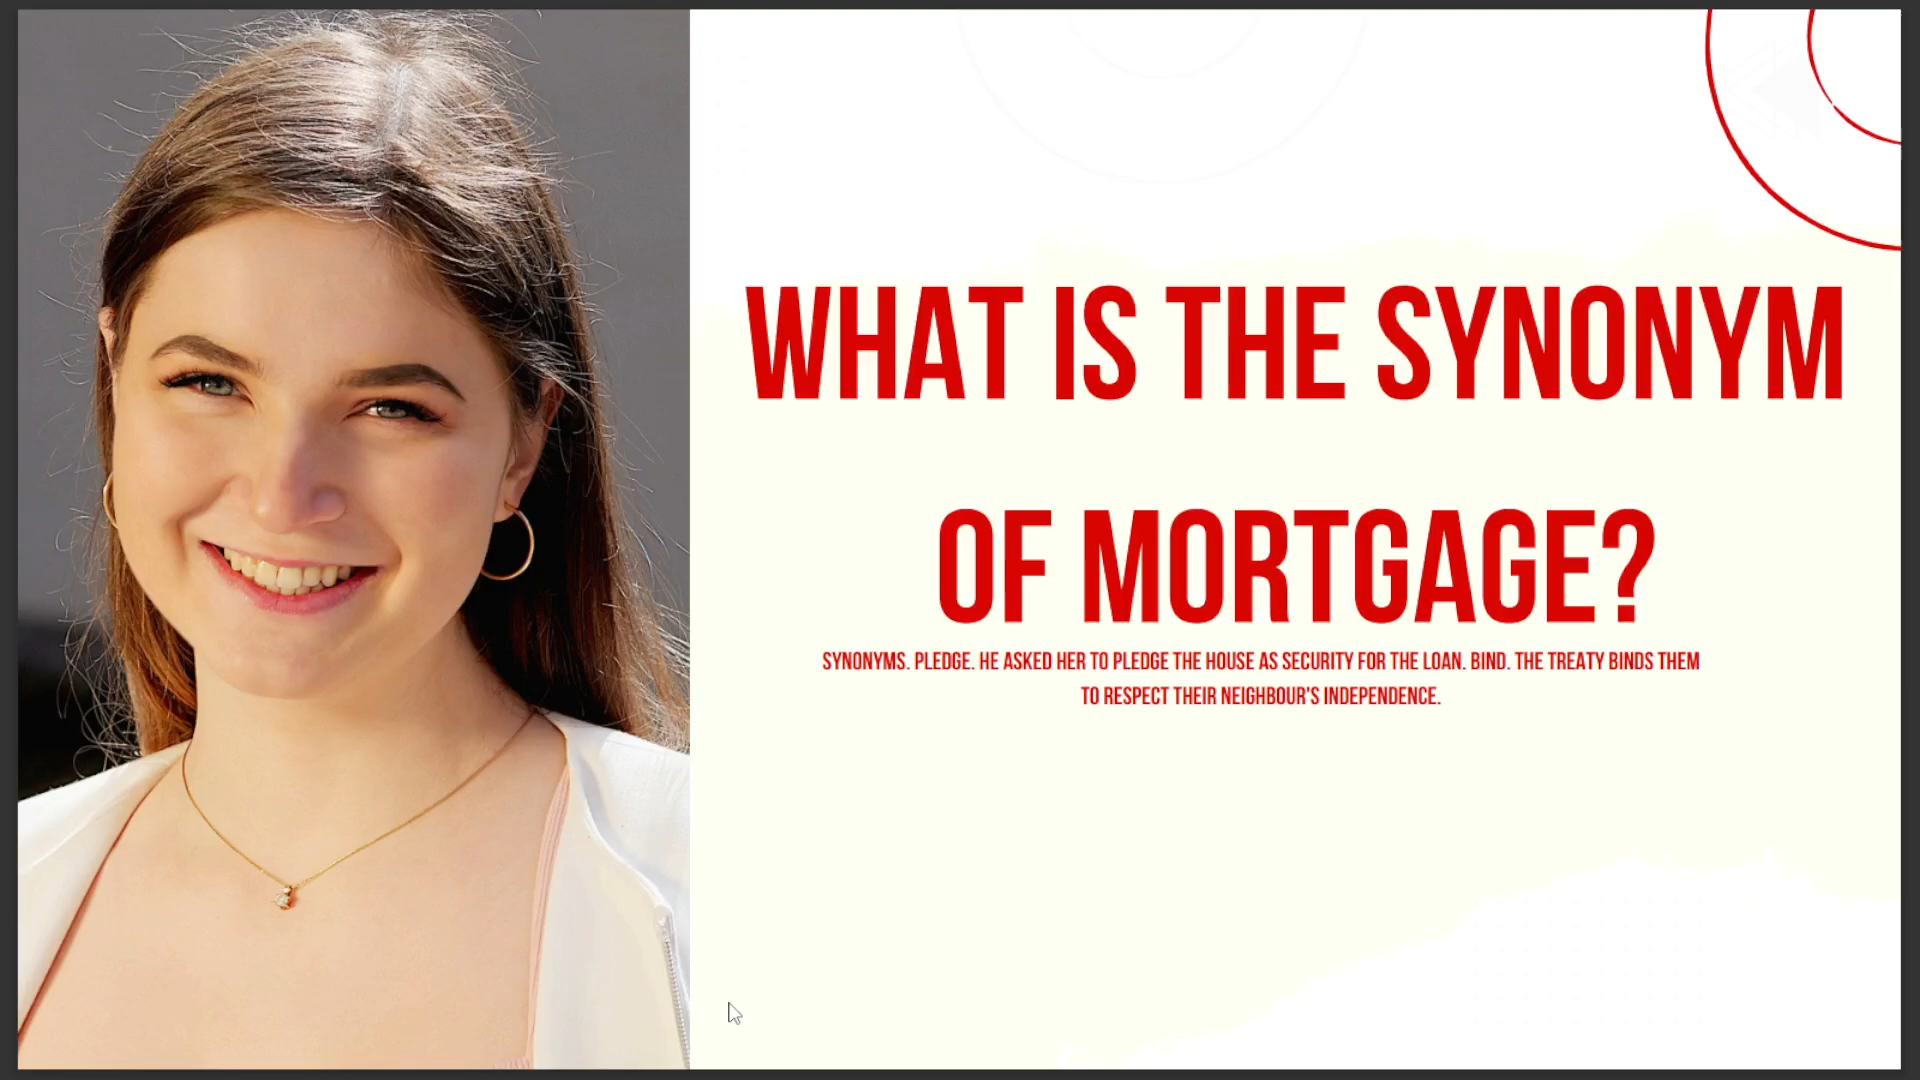 WHAT IS THE SYNONYM
OF MORTGAGE?
SYNONYMS. PLEDGE. HE ASKED HER TO PLEDGE THE HOUSE AS SECURITY FOR THE LOAN. BIND. THE TREATY BINDS THEM
TO RESPECT THEIR NEIGHBOUR'S INDEPENDENCE.